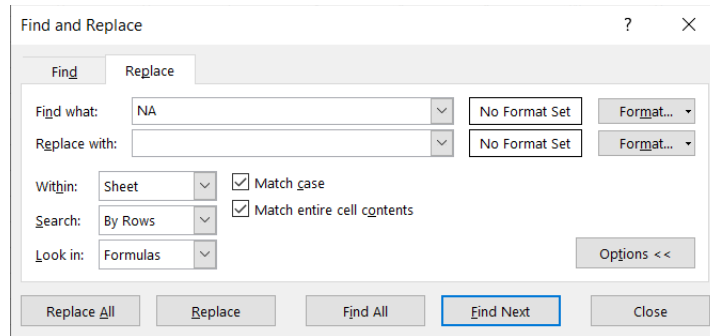 Find and Replace ? ×
Find Replace
Find what: NA No Format Set Format...
Replace with: No Format Set Format...
Within: Sheet Match case
Search: By Rows Match entire cell contents
Look in: Formulas Options <<
Replace All Replace Find All Find Next Close